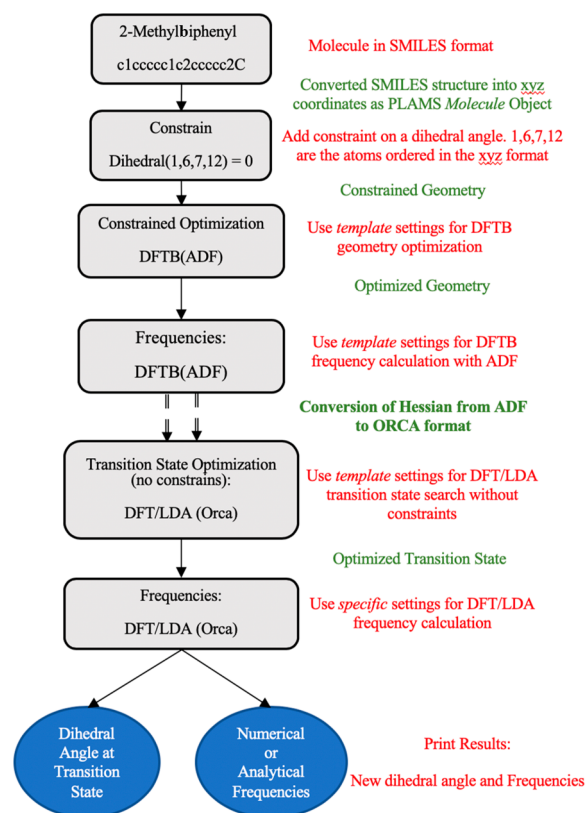 2-Methylbiphenyl
c1ccccc1c2ccccc2C
Molecule in SMILES format
Converted SMILES structure into xyz
coordinates as PLAMS Molecule Object
Constrain
Dihedral(1,6,7,12) = 0
Add constraint on a dihedral angle. 1,6,7,12
are the atoms ordered in the xyz format
Constrained Geometry
Constrained Optimization
DFTB(ADF)
Use template settings for DFTB
geometry optimization
Optimized Geometry
Frequencies:
DFTB(ADF)
Use template settings for DFTB
frequency calculation with ADF
Conversion of Hessian from ADF
to ORCA format
Transition State Optimization
(no constrains):
DFT/LDA (Orca)
Use template settings for DFT/LDA
transition state search without
constraints
Optimized Transition State
Frequencies:
DFT/LDA (Orca)
Use specific settings for DFT/LDA
frequency calculation
Dihedral
Angle at
Transition
State
Numerical
or
Analytical
Frequencies
Print Results:
New dihedral angle and Frequencies